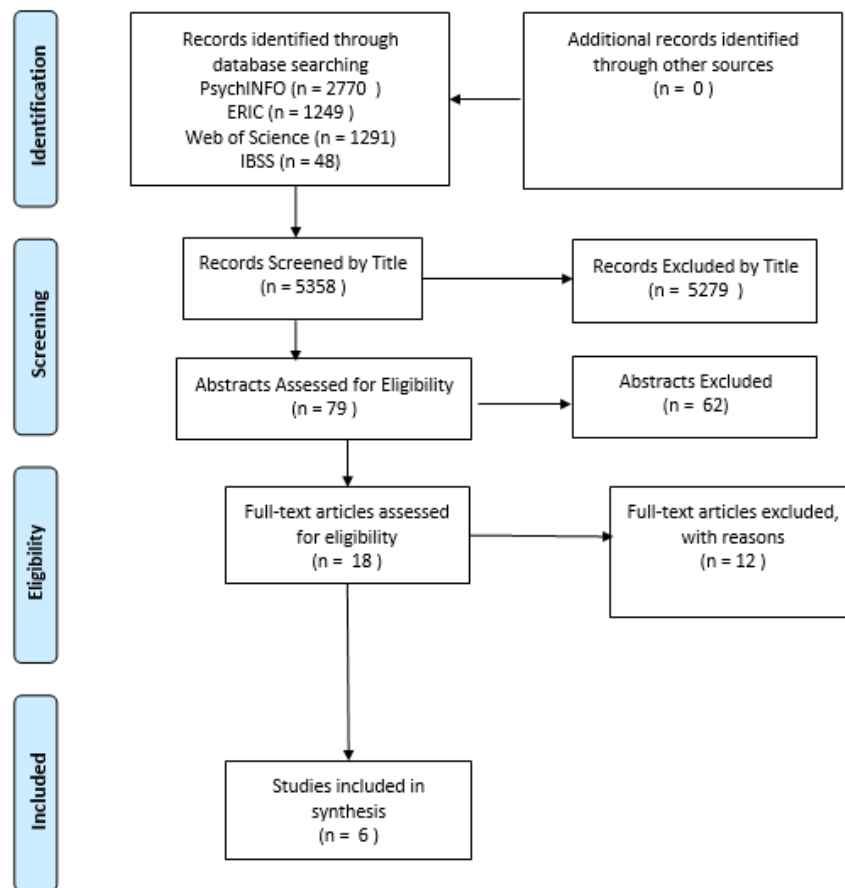 Identification
Records identified through
database searching
PsychINFO (n = 2770  )
ERIC (n = 1249 )
Web of Science (n = 1291)
IBSS (n = 48)
Additional records identified
through other sources
(n =  0 )
Screening
Records Screened by Title
(n = 5358 )
Records Excluded by Title
(n =  5279  )
Abstracts Assessed for Eligibility
(n = 79 )
Abstracts Excluded
(n =  62)
Eligibility
Full-text articles assessed
for eligibility
(n =  18 )
Full-text articles excluded,
with reasons
(n = 12 )
Included
Studies included in
synthesis
(n =  6 )